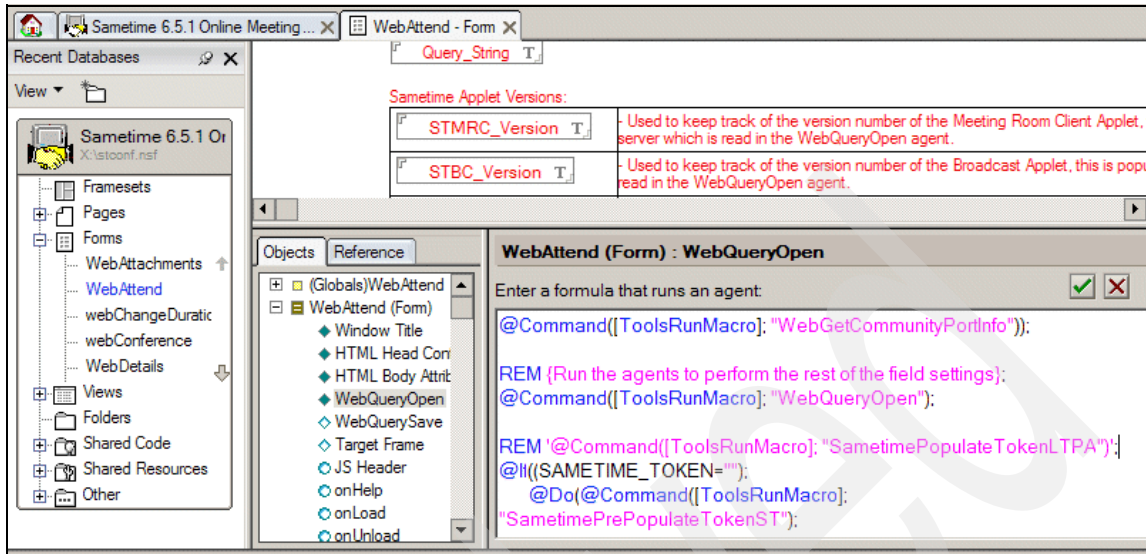 Sametime 6.5.1 Online Meeting... WebAttend - Form
Recent Databases
View
Sametime 6.5.1 Or
X:\stconf.nsf
Framesets
Pages
Forms
WebAttachments
WebAttend
webChangeDuratic
webConference
WebDetails
Views
Folders
Shared Code
Shared Resources
Other
Query_String T
Sametime Applet Versions:
STMRC_Version T
- Used to keep track of the version number of the Meeting Room Client Applet,
server which is read in the WebQueryOpen agent.
STBC_Version T
- Used to keep track of the version number of the Broadcast Applet, this is popu
read in the WebQueryOpen agent.
Objects Reference
(Globals)WebAttend
WebAttend (Form)
Window Title
HTML Head Con
HTML Body Attrib
WebQueryOpen
WebQuerySave
Target Frame
JS Header
onHelp
onLoad
onUnload
WebAttend (Form) : WebQueryOpen
Enter a formula that runs an agent:
@Command([ToolsRunMacro]; "WebGetCommunityPortInfo"));
REM {Run the agents to perform the rest of the field settings};
@Command([ToolsRunMacro]; "WebQueryOpen");
REM '@Command([ToolsRunMacro]; "SametimePopulateTokenLTPA")';
@If((SAMETIME_TOKEN="");
@Do(@Command([ToolsRunMacro];
"SametimePrePopulateTokenST");